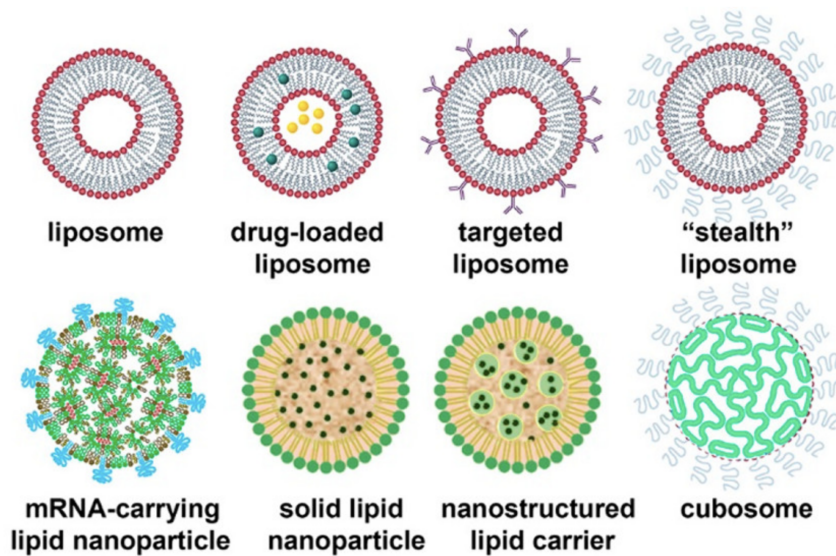 liposome
drug-loaded
liposome
targeted
liposome
“stealth”
liposome
mRNA-carrying
lipid nanoparticle
solid lipid
nanoparticle
nanostructured
lipid carrier
cubosome